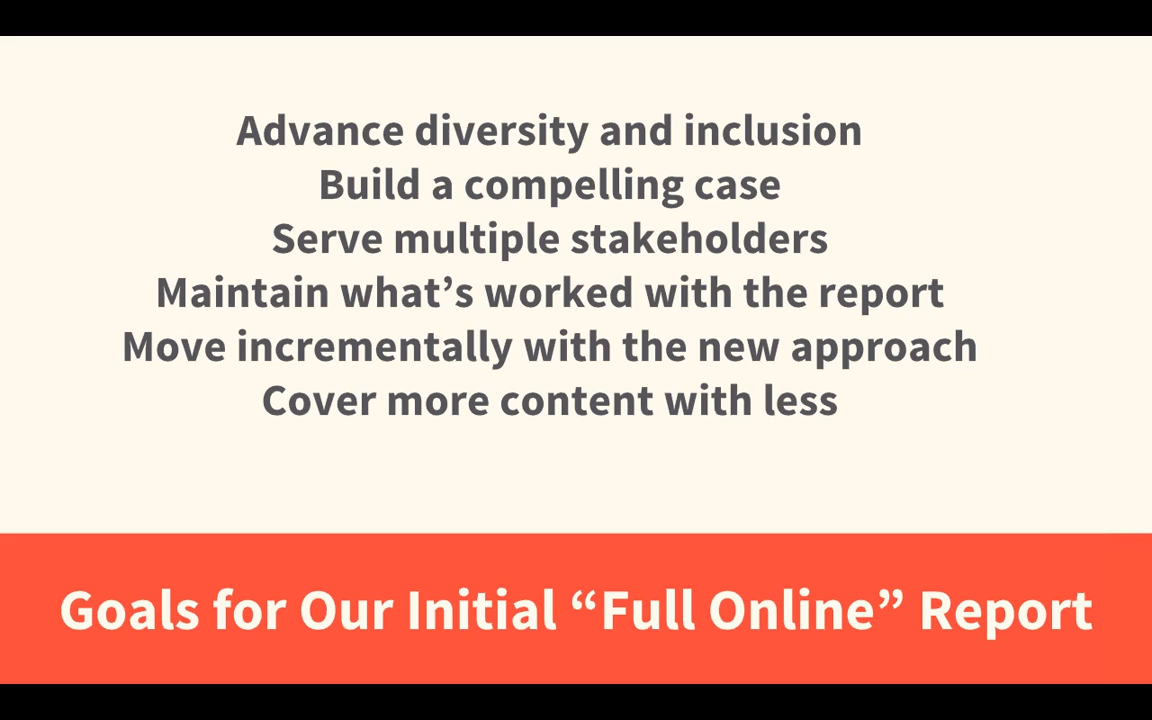 Advance diversity and inclusion
Build a compelling case
Serve multiple stakeholders
Maintain what’s worked with the report
Move incrementally with the new approach
Cover more content with less
Goals for Our Initial “Full Online” Report